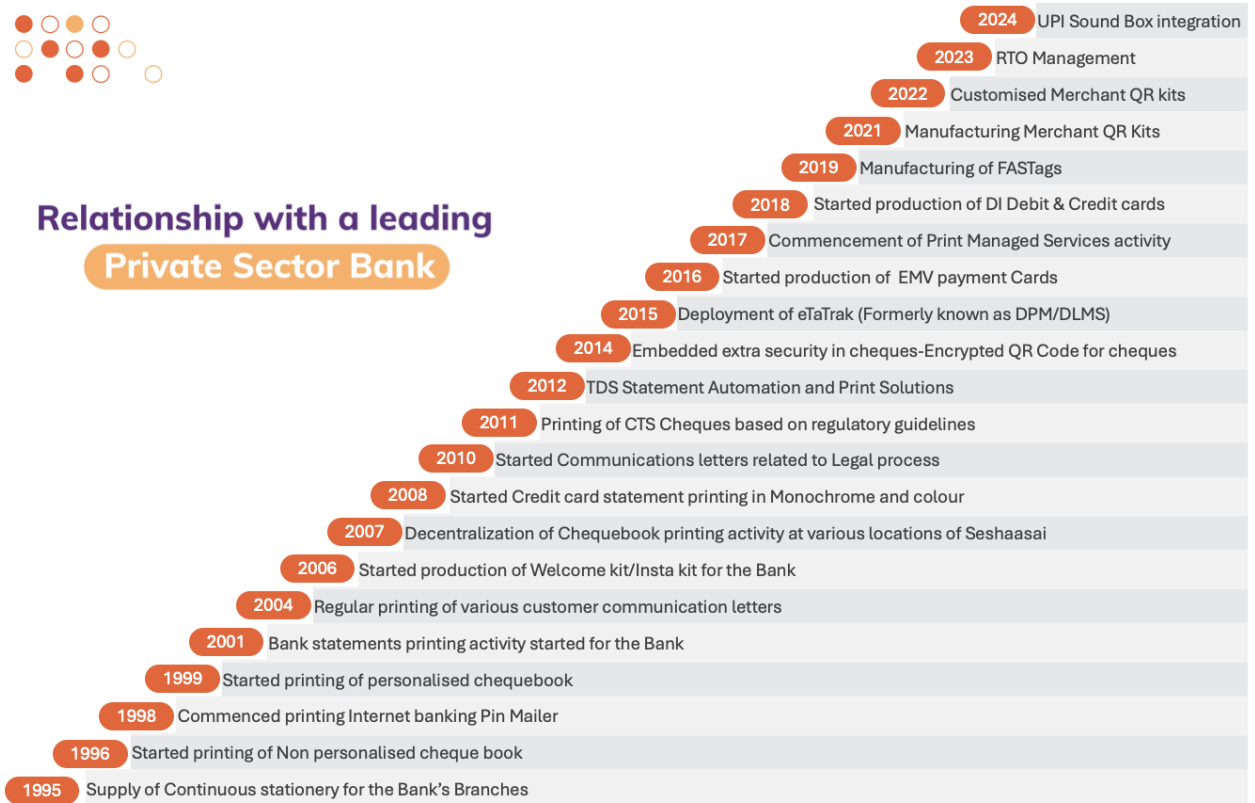 2024 UPI Sound Box integration
2023 RTO Management
2022 Customised Merchant QR kits
2021 Manufacturing Merchant QR Kits
2019 Manufacturing of FASTags
Relationship with a leading
Private Sector Bank
2018 Started production of DI Debit & Credit cards
2017 Commencement of Print Managed Services activity
2016 Started production of EMV payment Cards
2015 Deployment of eTaTrak (Formerly known as DPM/DLMS)
2014 Embedded extra security in cheques-Encrypted QR Code for cheques
2012 TDS Statement Automation and Print Solutions
2011 Printing of CTS Cheques based on regulatory guidelines
2010 Started Communications letters related to Legal process
2008 Started Credit card statement printing in Monochrome and colour
2007 Decentralization of Chequebook printing activity at various locations of Seshaasai
2006 Started production of Welcome kit/Insta kit for the Bank
2004 Regular printing of various customer communication letters
2001 Bank statements printing activity started for the Bank
1999 Started printing of personalised chequebook
1998 Commenced printing Internet banking Pin Mailer
1996 Started printing of Non personalised cheque book
1995 Supply of Continuous stationery for the Bank's Branches